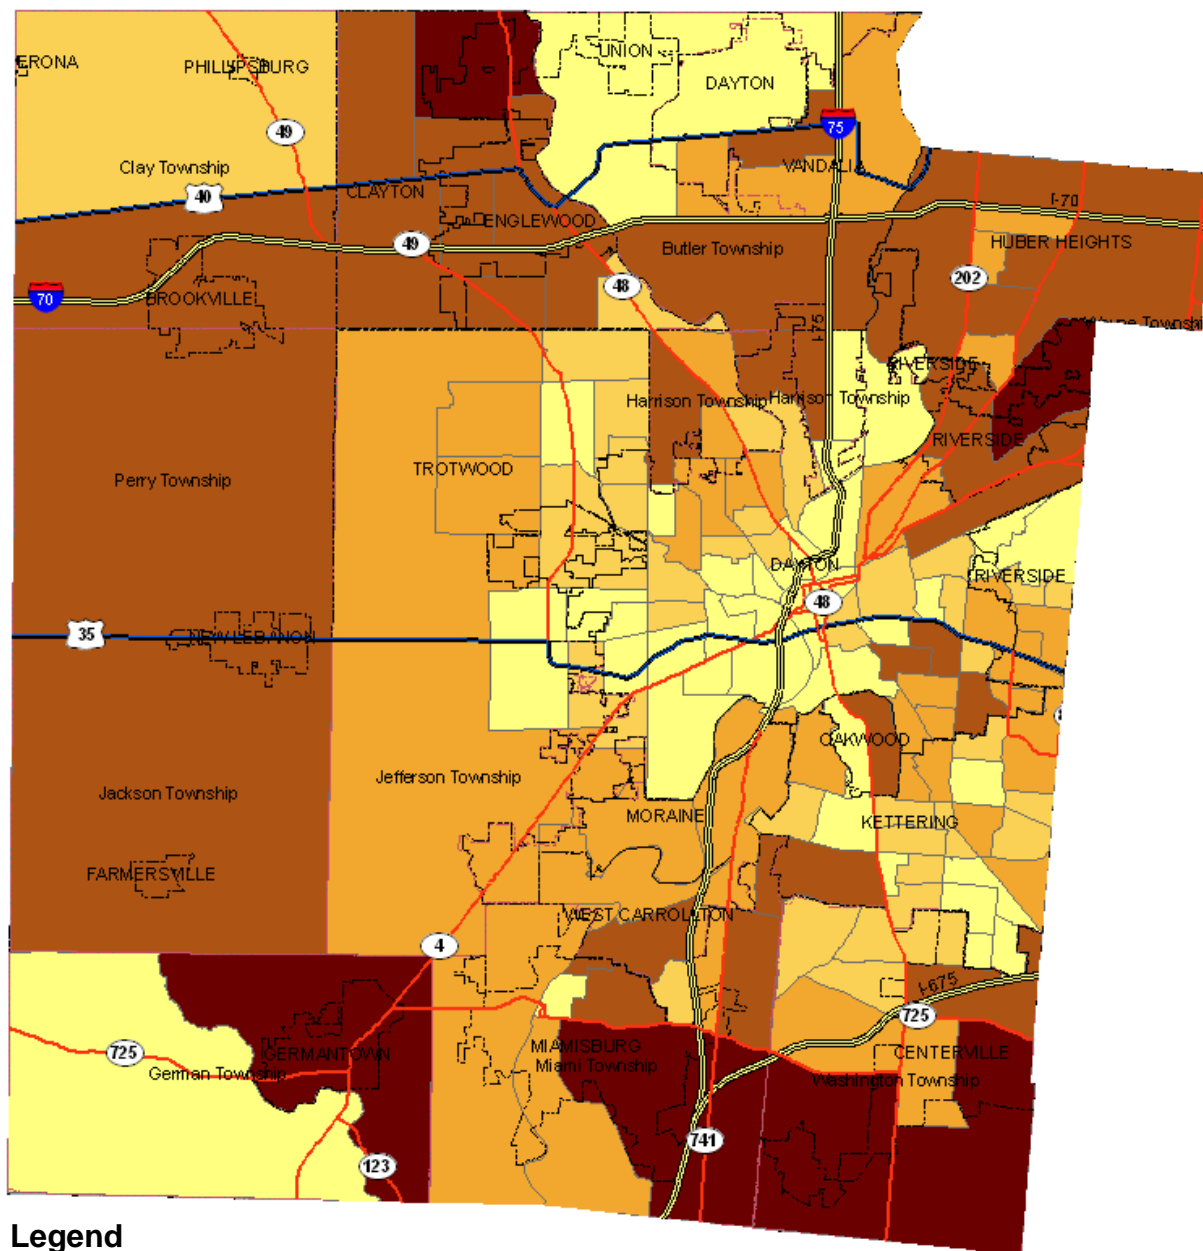 UNION
ERONA
PHILLIPSBURG
DAYTON
49
75
Clay Township
VANDALIA
40
CLAYTON
I-70
ENGLEWOOD
49
Butler Township
HUBER HEIGHTS
202
48
70
BROOKVILLE
I-75
Wayne Townshi
RIVERSIDE
Harrison Township
Harrison Township
RIVERSIDE
TROTWOOD
Perry Township
DAYTON
RIVERSIDE
48
35
NEW LEBANON
OAKWOOD
Jefferson Township
Jackson Township
MORAINE
KETTERING
FARMERSVILLE
WEST CARROLLTON
4
I-675
725
725
GERMANTOWN
MIAMISBURG
CENTERVILLE
Miami Township
German Township
Washington Township
741
123
Legend